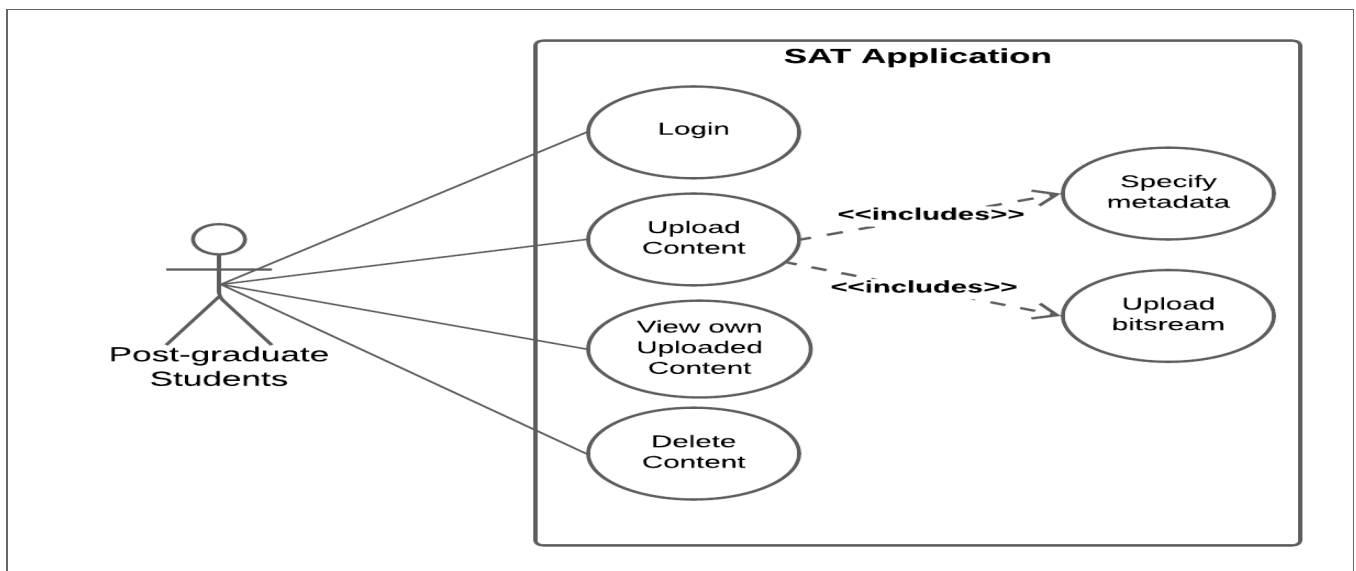 SAT Application
Login
Upload
Content
View own
Uploaded
Content
Delete
Content
<<includes>>
<<includes>>
Specify
metadata
Upload
bitsream
Post-graduate
Students